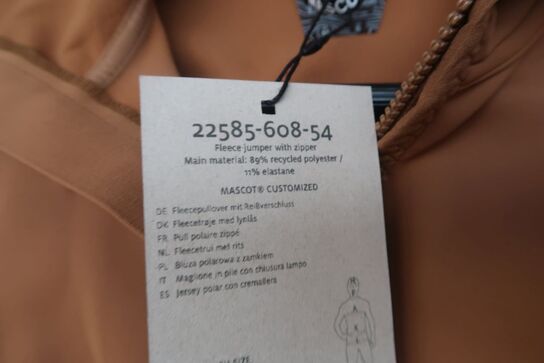 22585-608-54
Fleece jumper with zipper
Main material: 89% recycled polyester /
11% elastane
MASCOT® CUSTOMIZED
DE Fleecepullover mit Reißverschluss
DK Fleecetrøje med lynlås
FR Pull polaire zippé
NL Fleecetrui met rits
PL Bluza polarowa z zamkiem
IT Maglione in pile con chiusura lampo
ES Jersey polar con cremallera